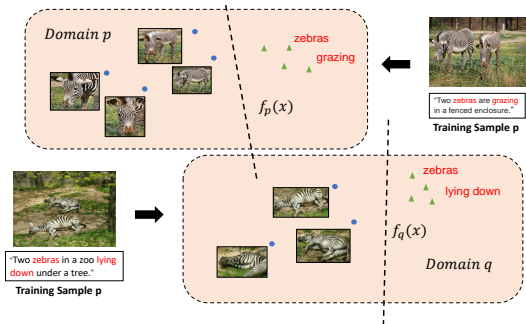 Domain p
zebras
grazing
f_p(x)
"Two zebras are grazing
in a fenced enclosure."
Training Sample p
zebras
lying down
f_q(x)
Domain q
"Two zebras in a zoo lying
down under a tree."
Training Sample p